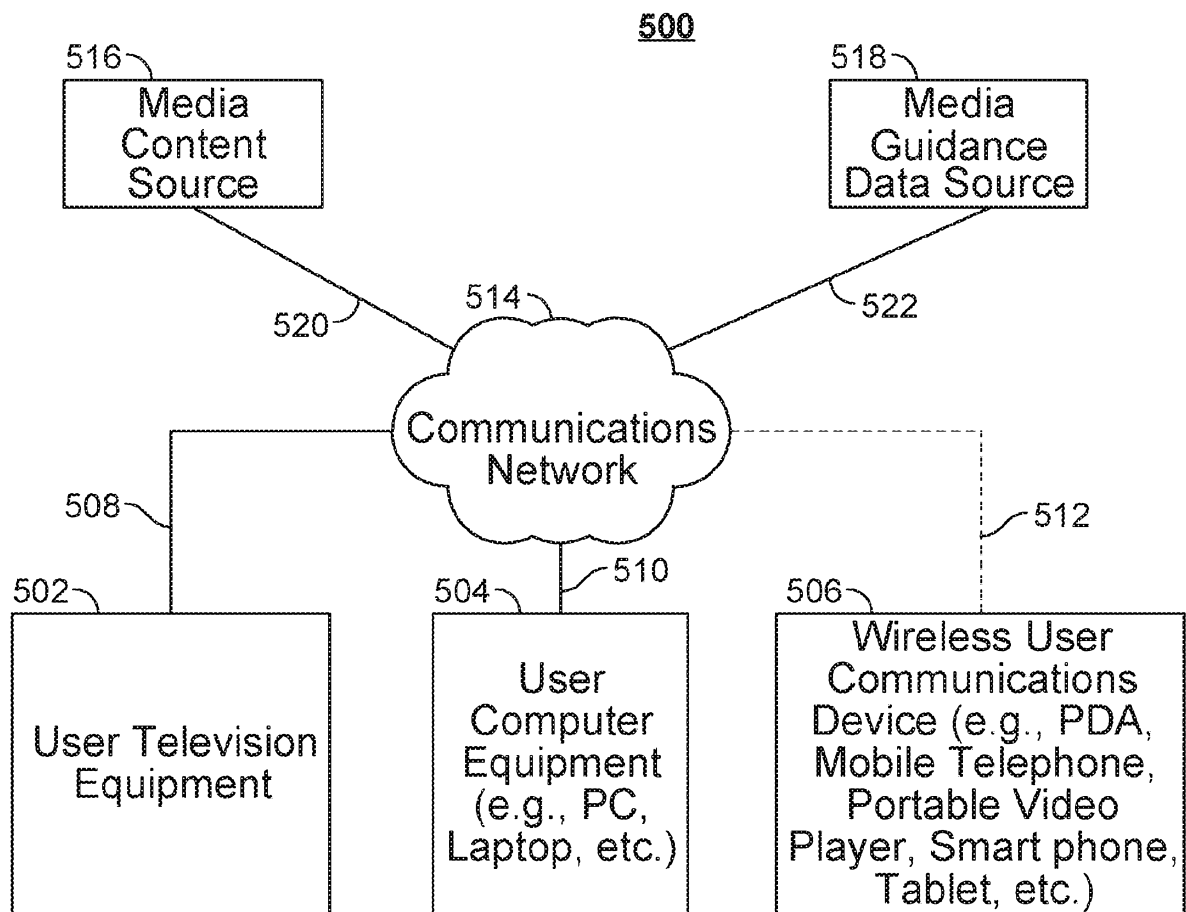 500
516
Media
Content
Source
518
Media
Guidance
Data Source
520
514
522
Communications
Network
508
510
512
502
User Television
Equipment
504
User
Computer
Equipment
(e.g., PC,
Laptop, etc.)
506
Wireless User
Communications
Device (e.g., PDA,
Mobile Telephone,
Portable Video
Player, Smart phone,
Tablet, etc.)